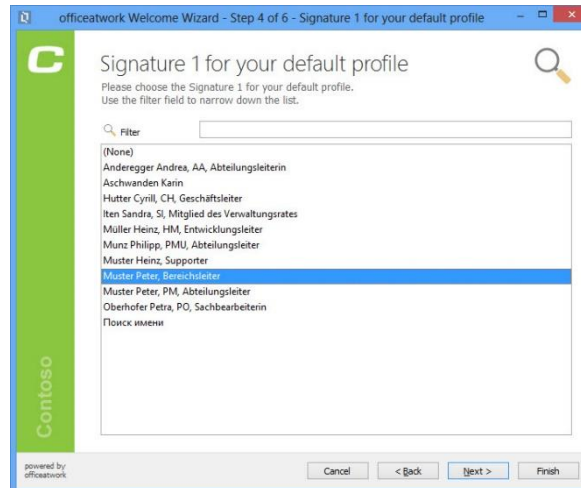 officeatwork Welcome Wizard - Step 4 of 6 - Signature 1 for your default profile
C
Signature 1 for your default profile
Please choose the Signature 1 for your default profile.
Use the filter field to narrow down the list.
Filter
(None)
Anderegger Andrea, AA, Abteilungsleiterin
Aschwanden Karin
Hutter Cyrill, CH, Geschäftsleiter
Iten Sandra, SI, Mitglied des Verwaltungsrates
Müller Heinz, HM, Entwicklungsleiter
Munz Philipp, PMU, Abteilungsleiter
Muster Heinz, Supporter
Muster Peter, Bereichsleiter
Muster Peter, PM, Abteilungsleiter
Oberhofer Petra, PO, Sachbearbeiterin
Поиск имени
Contoso
powered by
officeatwork
Cancel
< Back
Next >
Finish